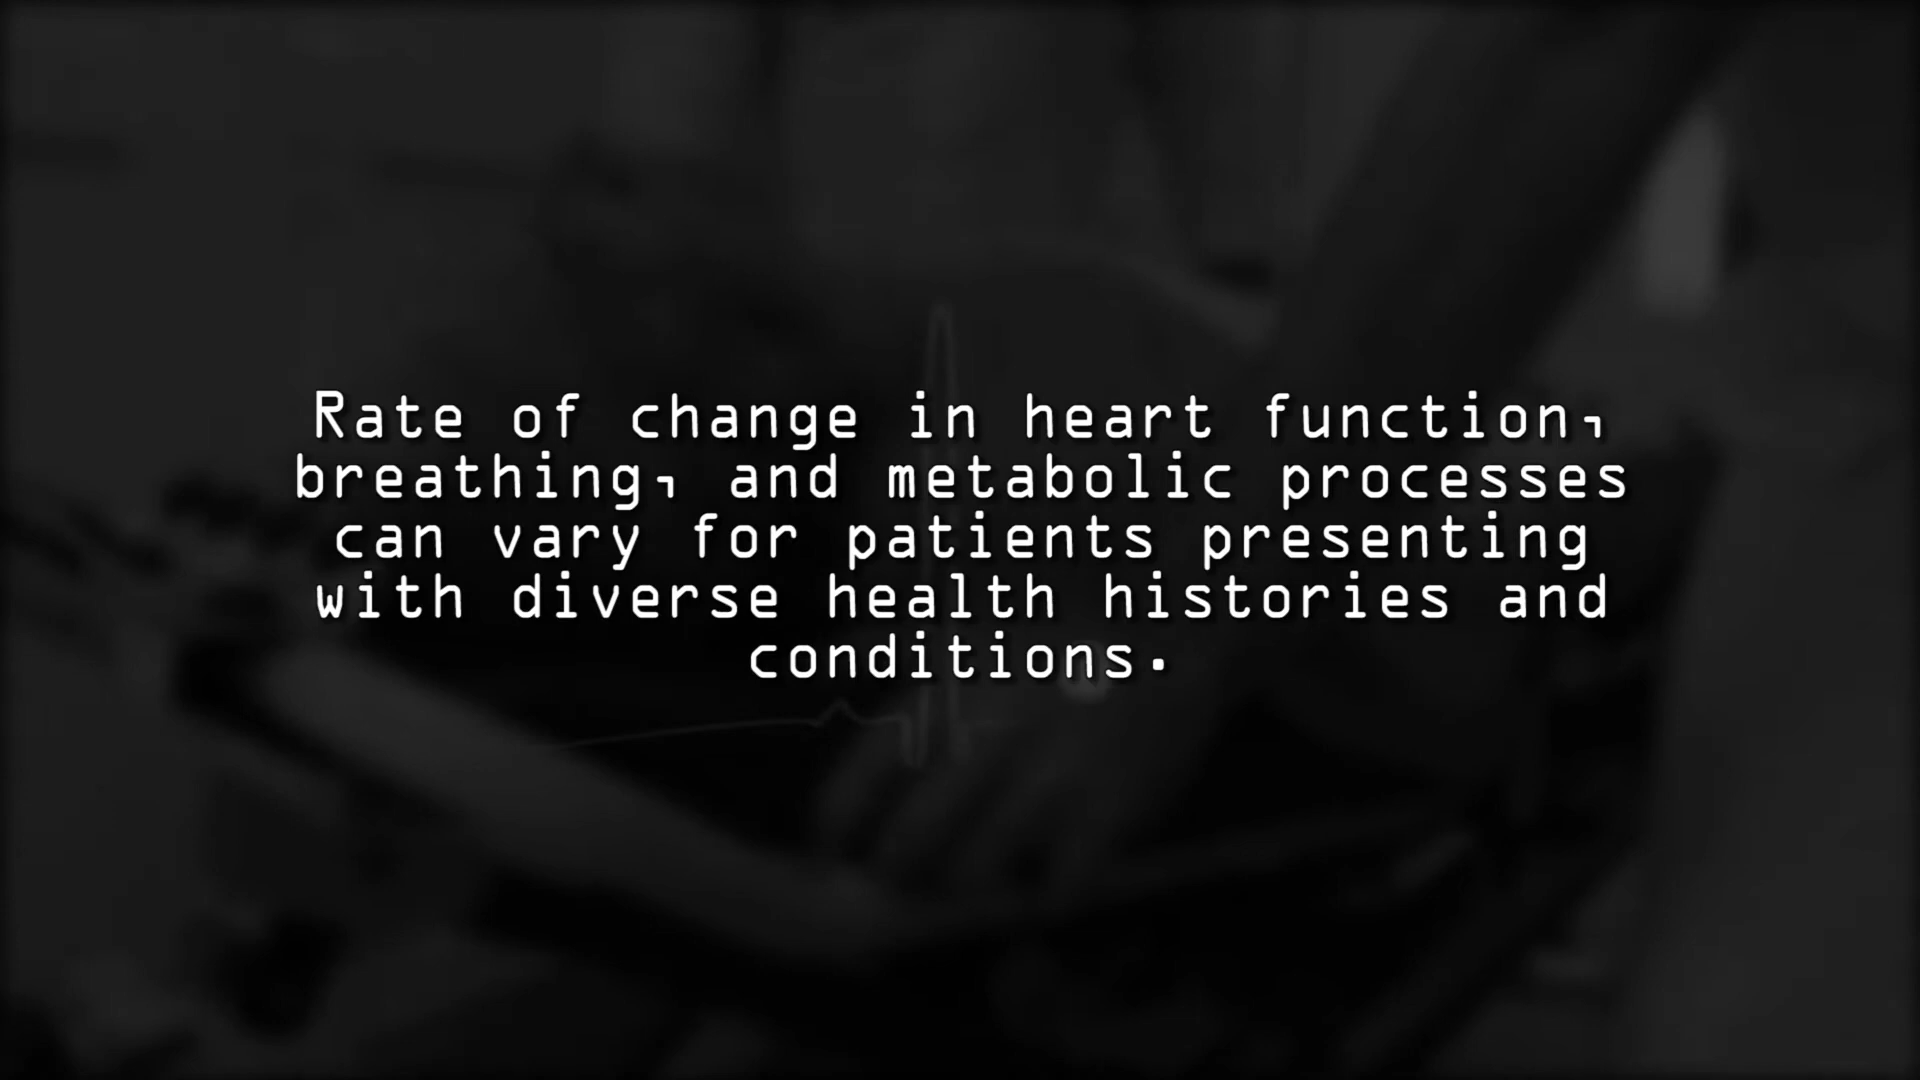 Rate of change in heart function,
breathing, and metabolic processes
can vary for patients presenting
with diverse health histories and
conditions.